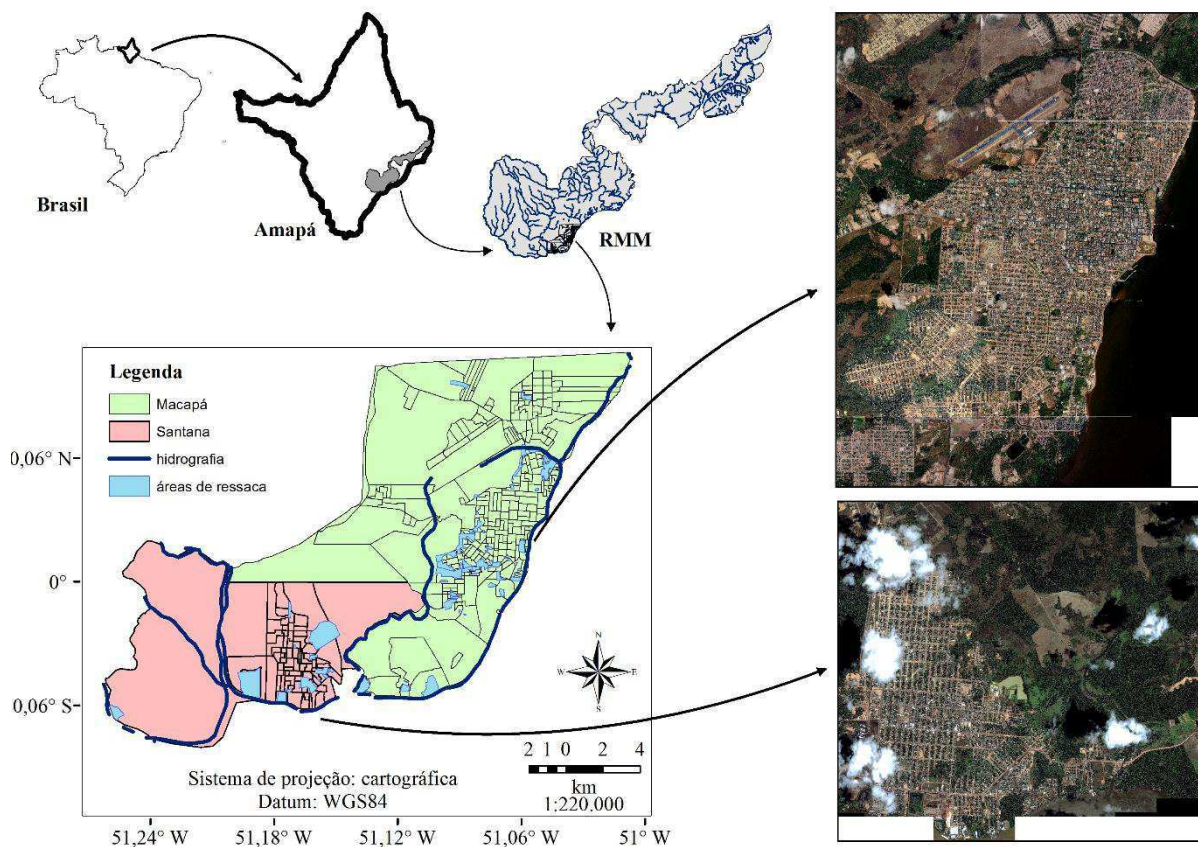 Brasil
Amapá
RMM
Legenda
Macapá
Santana
hidrografia
áreas de ressaca
0,06° N
0°
0,06° S
N
W
E
S
2 1 0 2 4
km
1:220.000
Sistema de projeção: cartográfica
Datum: WGS84
51,24° W 51,18° W 51,12° W 51,06° W 51° W